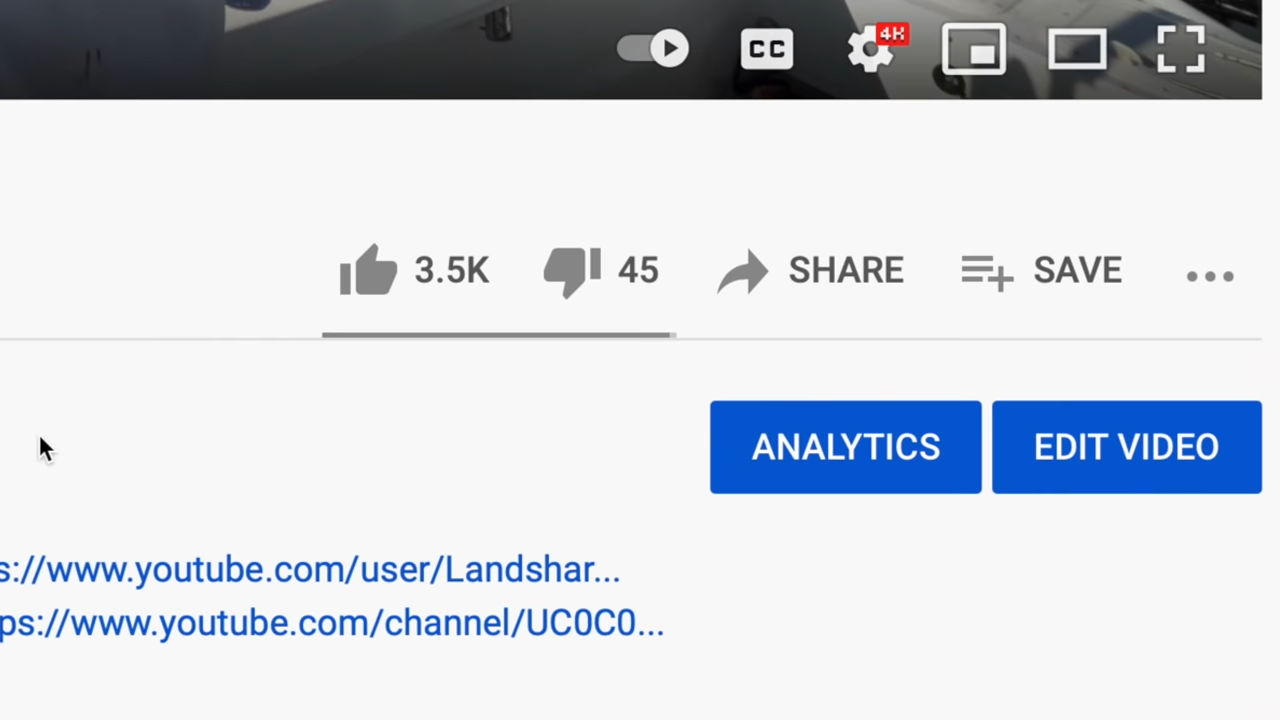 CC 4K
3.5K 45 SHARE SAVE
ANALYTICS EDIT VIDEO
s://www.youtube.com/user/Landshar...
ps://www.youtube.com/channel/UC0C0...